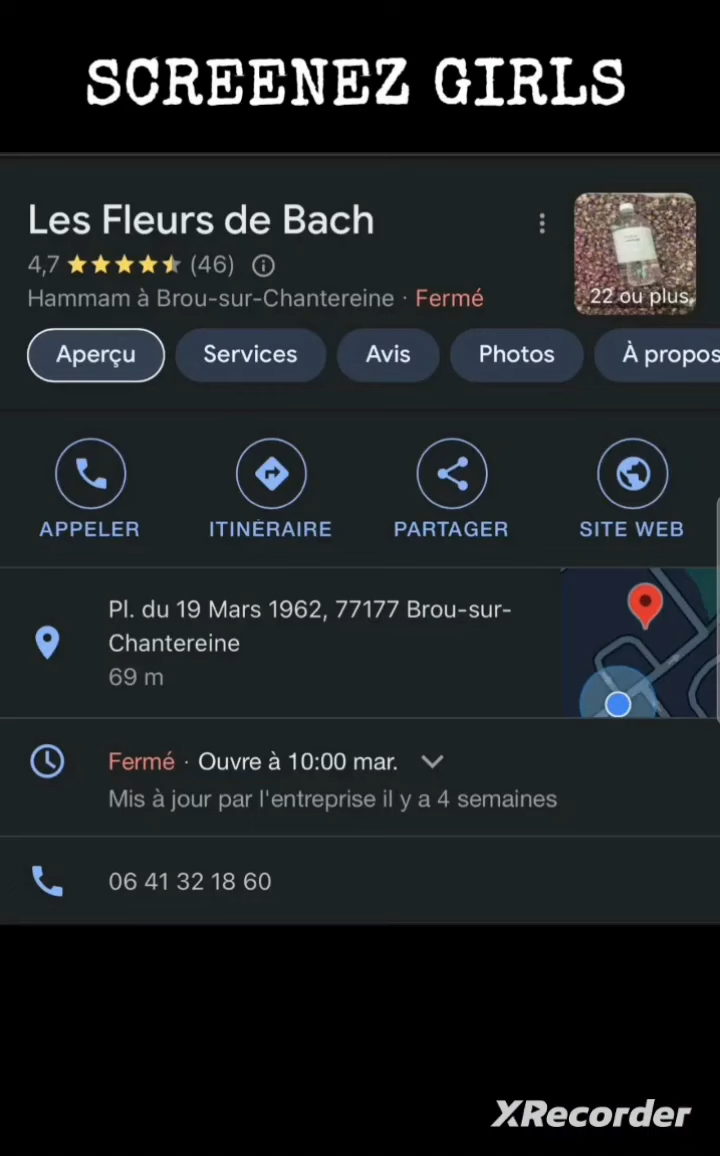 SCREENEZ GIRLS
Les Fleurs de Bach
4,7 (46)
Hammam à Brou-sur-Chantereine · Fermé
22 ou plus
Aperçu Services Avis Photos À propos
APPELER ITINÉRAIRE PARTAGER SITE WEB
Pl. du 19 Mars 1962, 77177 Brou-sur-
Chantereine
69 m
Fermé · Ouvre à 10:00 mar.
Mis à jour par l'entreprise il y a 4 semaines
06 41 32 18 60
XRecorder